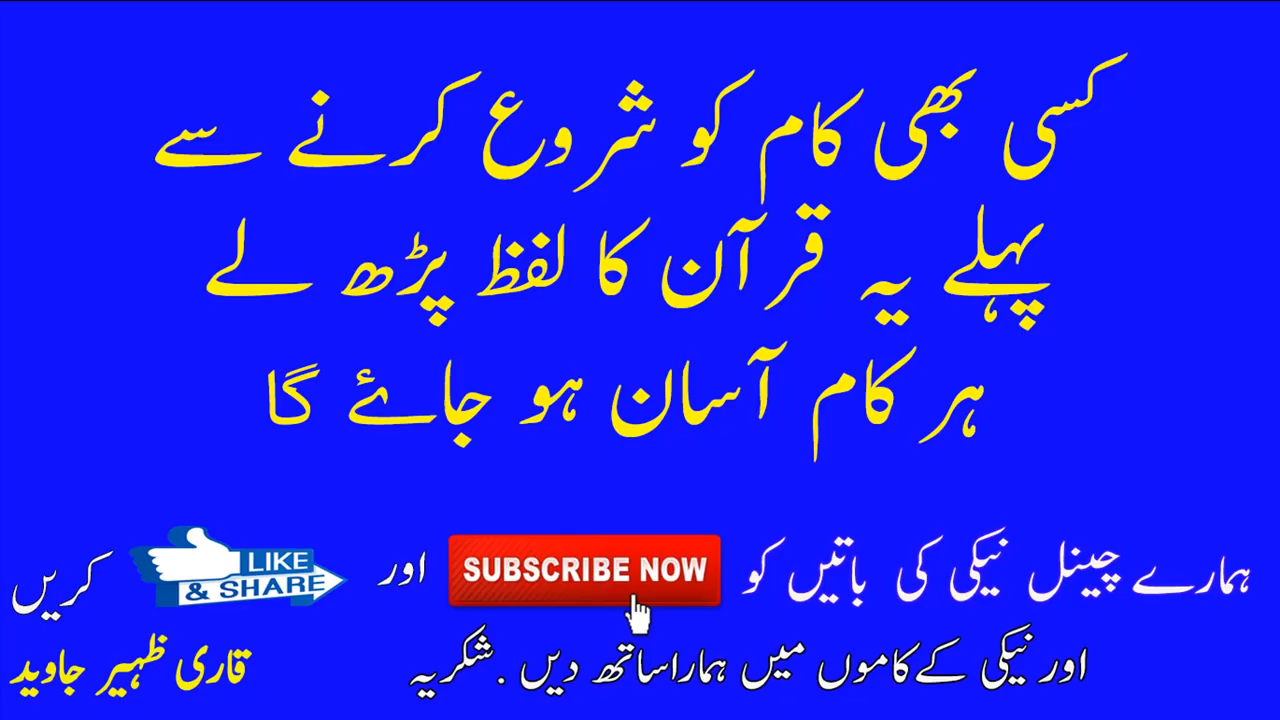 کسی بھی کام کو شروع کرنے سے
پہلے یہ قرآن کا لفظ پڑھ لے
ہر کام آسان ہو جائے گا
ہمارے چینل نیکی کی باتیں کو SUBSCRIBE NOW اور LIKE & SHARE کریں
اور نیکی کے کاموں میں ہمارا ساتھ دیں . شکریہ
قاری ظہیر جاوید